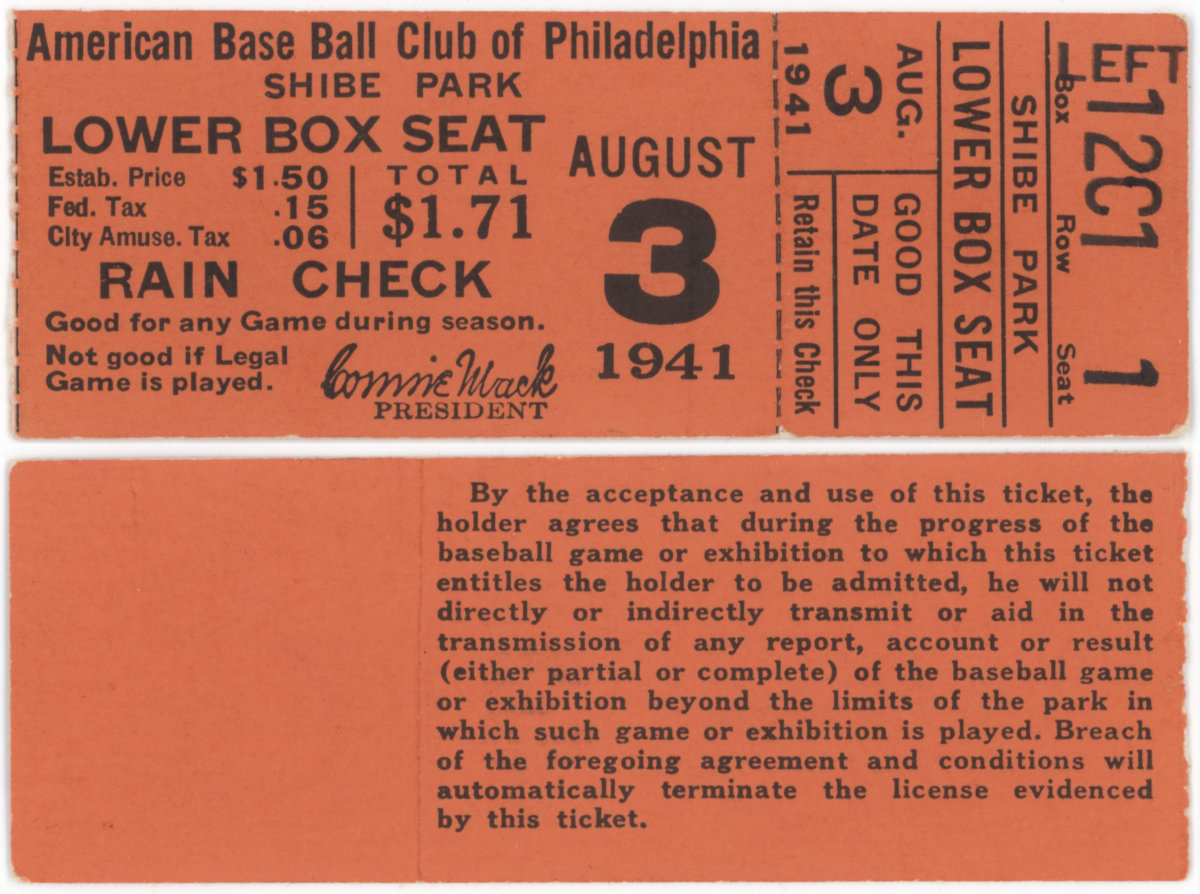 American Base Ball Club of Philadelphia
SHIBE PARK
LOWER BOX SEAT
Estab. Price $1.50
Fed. Tax .15
City Amuse. Tax .06
TOTAL
$1.71
RAIN CHECK
Good for any Game during season.
Not good if Legal
Game is played.
Connie Mack
PRESIDENT
AUGUST
3
1941
LEFT
12C1 1
Box Row Seat
SHIBE PARK
LOWER BOX SEAT
AUG.
3
1941
GOOD THIS
DATE ONLY
Retain this Check
By the acceptance and use of this ticket, the
holder agrees that during the progress of the
baseball game or exhibition to which this ticket
entitles the holder to be admitted, he will not
directly or indirectly transmit or aid in the
transmission of any report, account or result
(either partial or complete) of the baseball game
or exhibition beyond the limits of the park in
which such game or exhibition is played. Breach
of the foregoing agreement and conditions will
automatically terminate the license evidenced
by this ticket.